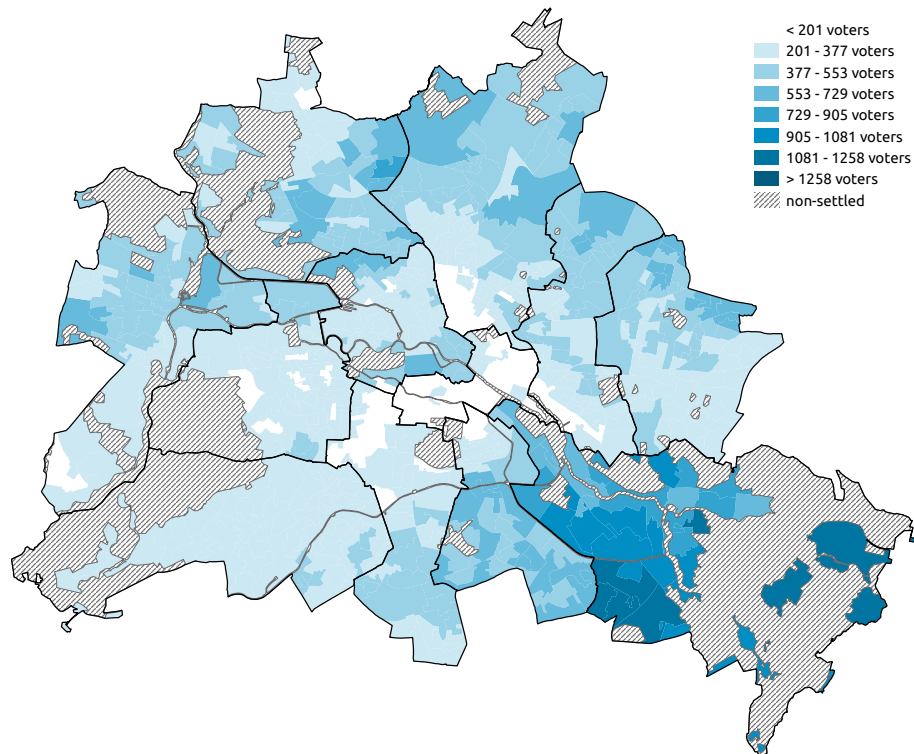 < 201 voters
201 - 377 voters
377 - 553 voters
553 - 729 voters
729 - 905 voters
905 - 1081 voters
1081 - 1258 voters
> 1258 voters
non-settled